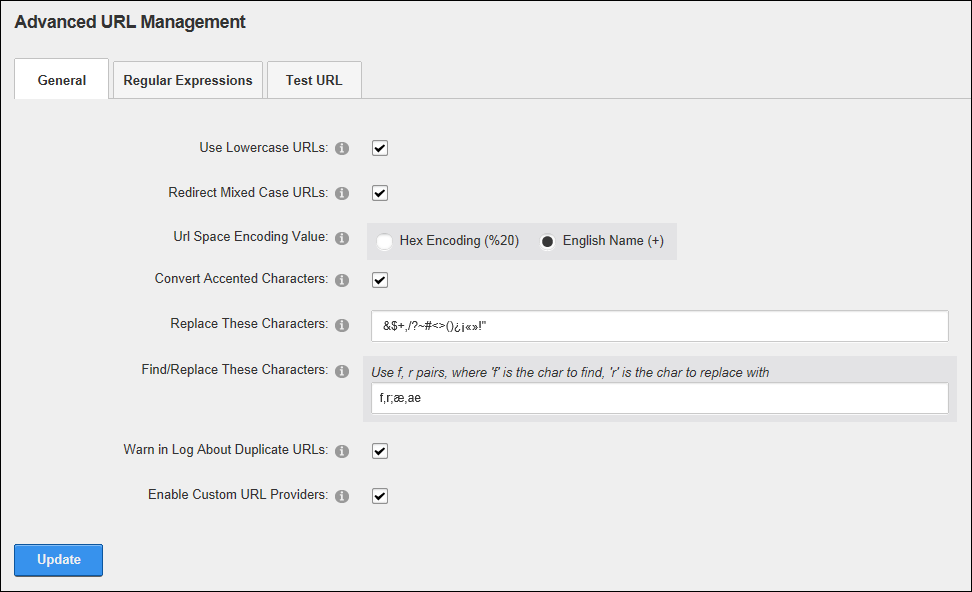 Advanced URL Management
General
Regular Expressions
Test URL
Use Lowercase URLs:
Redirect Mixed Case URLs:
Url Space Encoding Value:
Hex Encoding (%20)
English Name (+)
Convert Accented Characters:
Replace These Characters:
&$+,/?~#<>()¿¡«»!"
Find/Replace These Characters:
Use f, r pairs, where 'f' is the char to find, 'r' is the char to replace with
f,r;æ,ae
Warn in Log About Duplicate URLs:
Enable Custom URL Providers:
Update